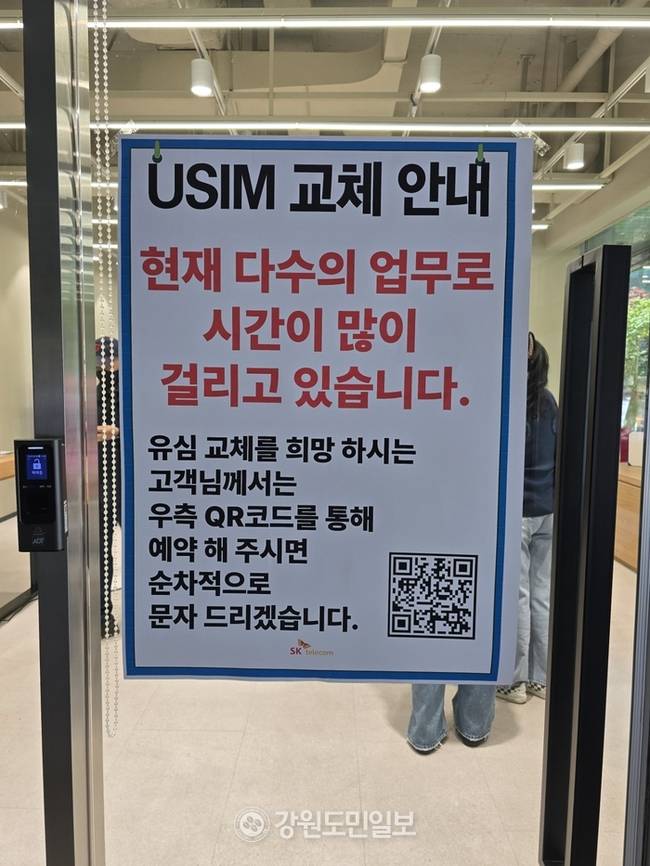 USIM 교체 안내
현재 다수의 업무로
시간이 많이
걸리고 있습니다.
유심 교체를 희망 하시는
고객님께서는
우측 QR코드를 통해
예약 해 주시면
순차적으로
문자 드리겠습니다.
SK telecom
ADT
강원도민일보